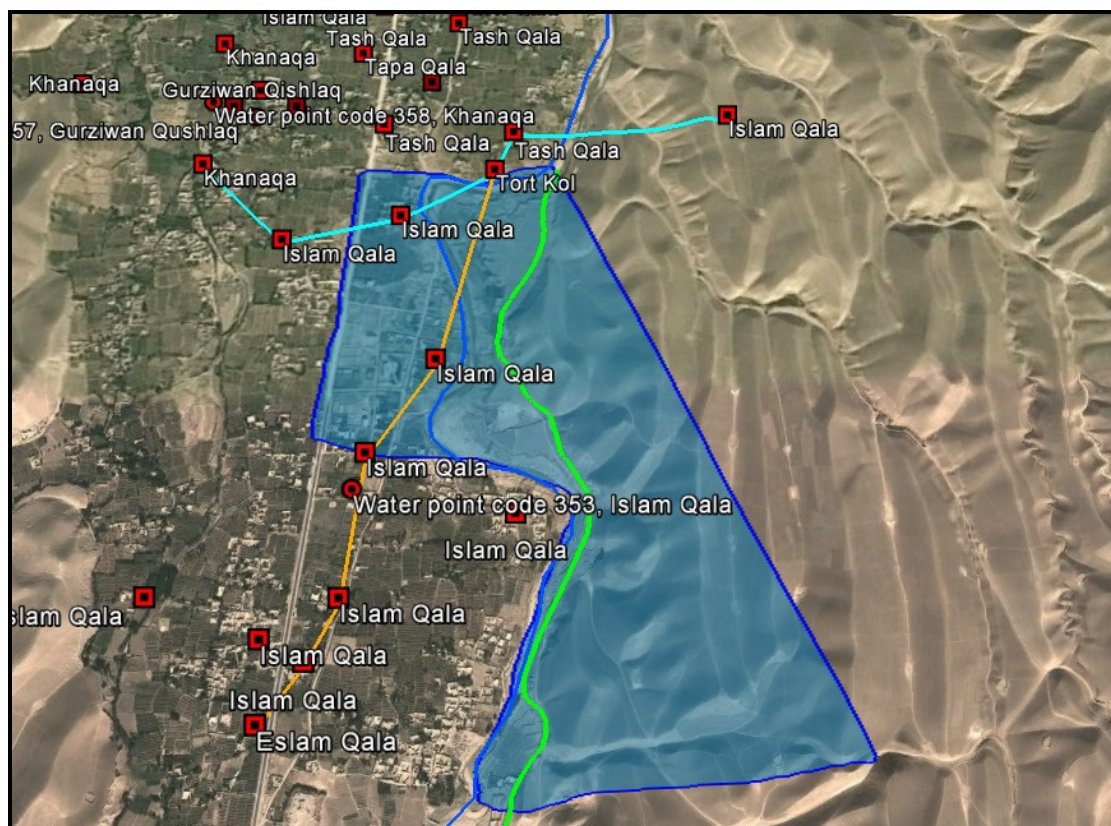 Islam Qala
Tash Qala
Tash Qala
Khanaqa
Tapa Qala
Khanaqa
Gurziwan Qishlaq
Water point code 358, Khanaqa
Islam Qala
57, Gurziwan Qushlaq
Tash Qala
Tash Qala
Khanaqa
Tort Kol
Islam Qala
Islam Qala
Islam Qala
Islam Qala
Water point code 353, Islam Qala
Islam Qala
slam Qala
Islam Qala
Islam Qala
Islam Qala
Eslam Qala